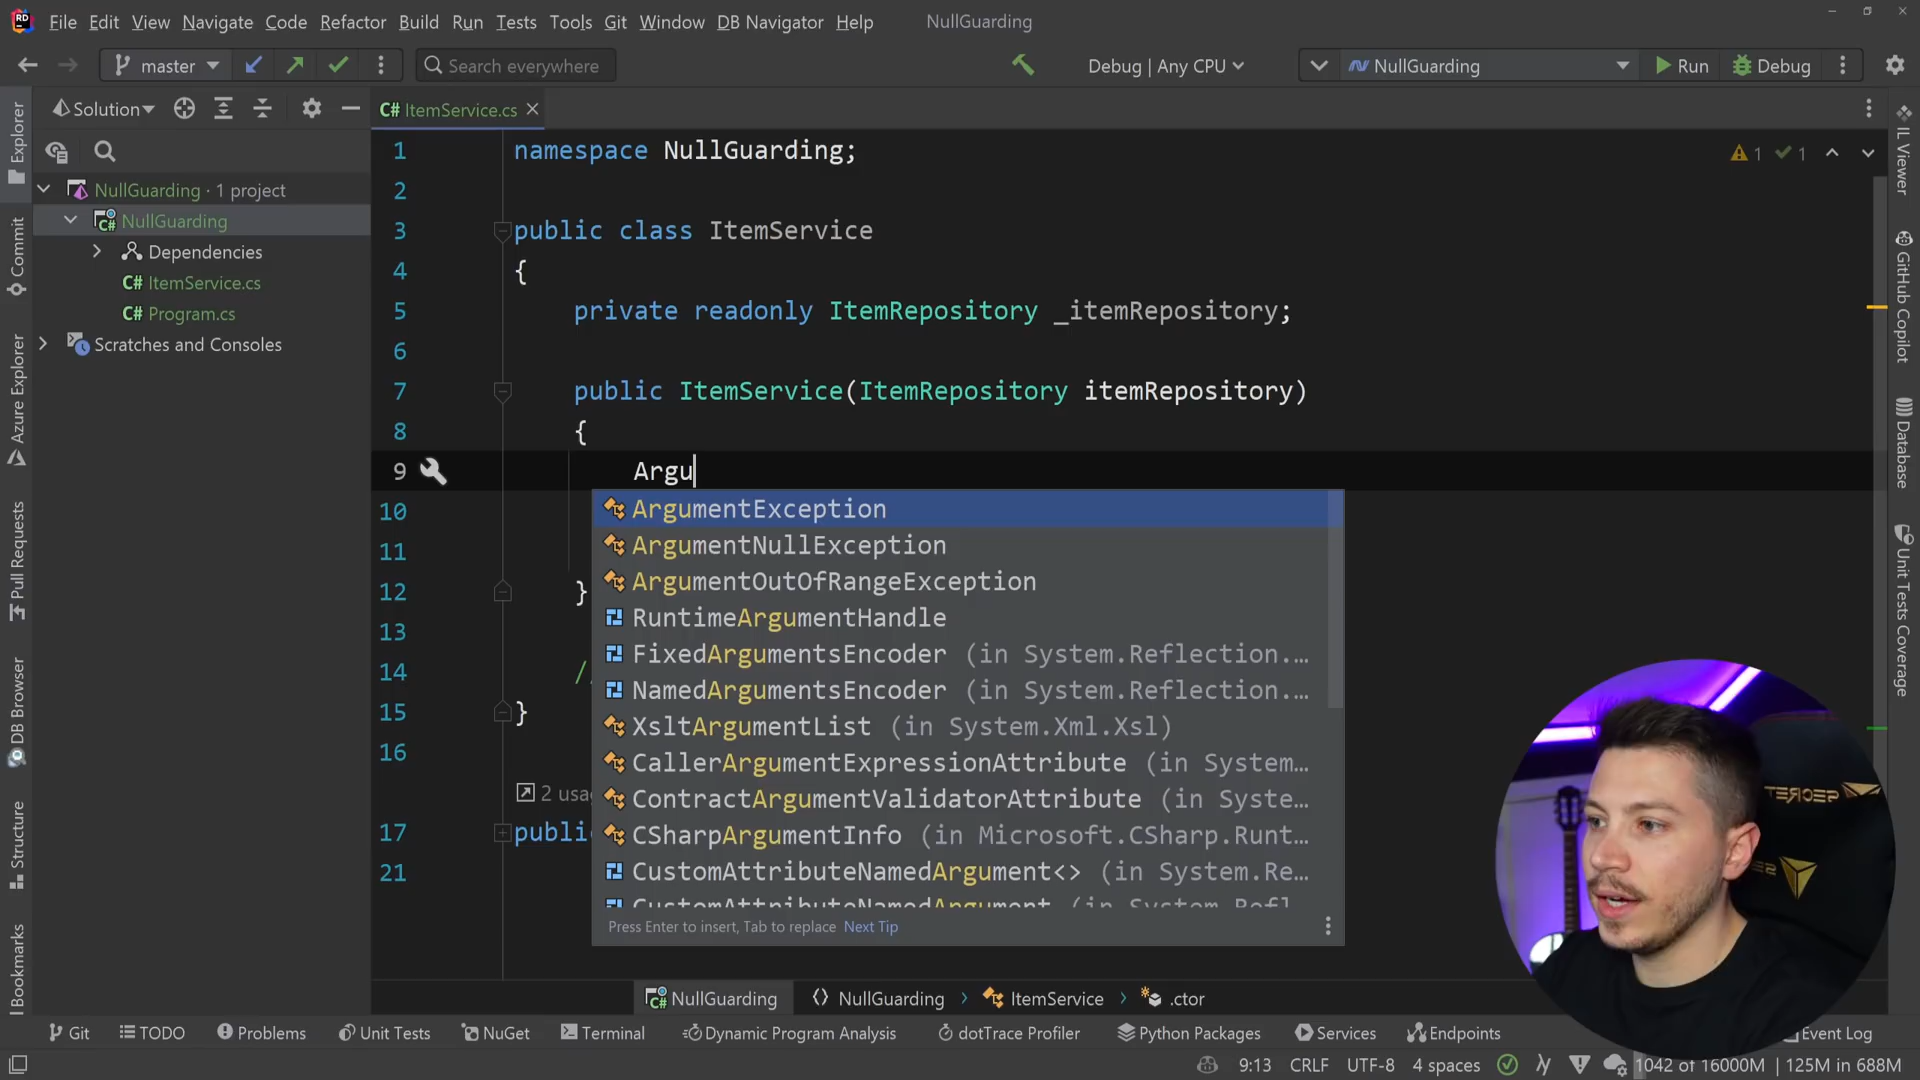 File Edit View Navigate Code Refactor Build Run Tests Tools Git Window DB Navigator Help NullGuarding
master Search everywhere Debug | Any CPU NullGuarding Run Debug
Solution
C# ItemService.cs
NullGuarding · 1 project
NullGuarding
Dependencies
C# ItemService.cs
C# Program.cs
Scratches and Consoles
Explorer
Commit
Azure Explorer
Pull Requests
DB Browser
Structure
Bookmarks
1 namespace NullGuarding;
2
3 public class ItemService
4 {
5 private readonly ItemRepository _itemRepository;
6
7 public ItemService(ItemRepository itemRepository)
8 {
9 Argu
10
11
12 }
13
14 /
15 }
16
2 usa
17 publi
21
1 1
ArgumentException
ArgumentNullException
ArgumentOutOfRangeException
RuntimeArgumentHandle
FixedArgumentsEncoder (in System.Reflection....
NamedArgumentsEncoder (in System.Reflection....
XsltArgumentList (in System.Xml.Xsl)
CallerArgumentExpressionAttribute (in System...
ContractArgumentValidatorAttribute (in Syste...
CSharpArgumentInfo (in Microsoft.CSharp.Runt...
CustomAttributeNamedArgument<> (in System.Re...
CustomAttributeNamedArgument (in System.Refl...
Press Enter to insert, Tab to replace Next Tip
IL Viewer
GitHub Copilot
Database
Unit Tests Coverage
SECRET
NullGuarding NullGuarding ItemService .ctor
Git TODO Problems Unit Tests NuGet Terminal Dynamic Program Analysis dotTrace Profiler Python Packages Services Endpoints Event Log
9:13 CRLF UTF-8 4 spaces 1042 of 16000M 125M in 688M